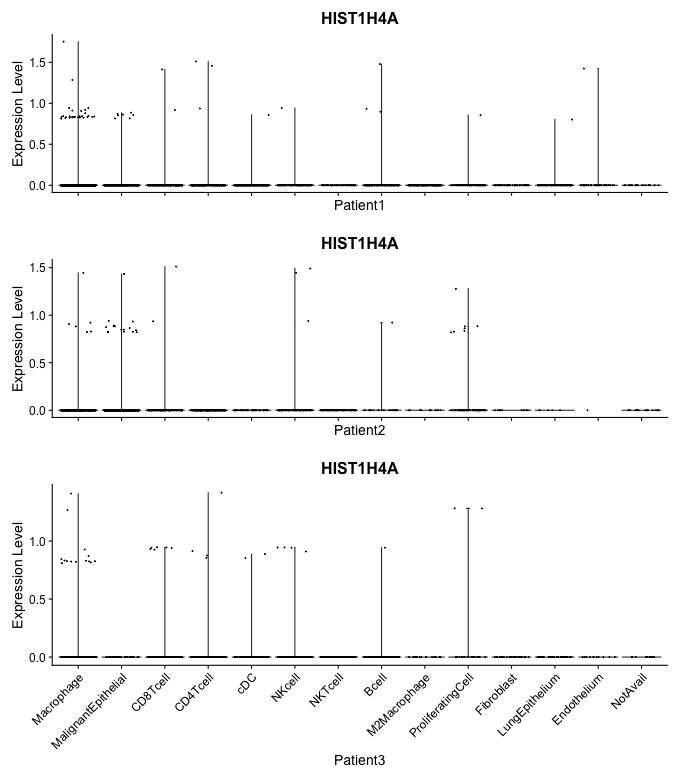 HIST1H4A
Expression Level
1.5
1.0
0.5
0.0
Patient1
HIST1H4A
Expression Level
1.5
1.0
0.5
0.0
Patient2
HIST1H4A
Expression Level
1.0
0.5
0.0
Macrophage
MalignantEpithelial
CD8Tcell
CD4Tcell
cDC
NKcell
NKTcell
Bcell
M2Macrophage
ProliferatingCell
Fibroblast
LungEpithelium
Endothelium
NotAvail
Patient3